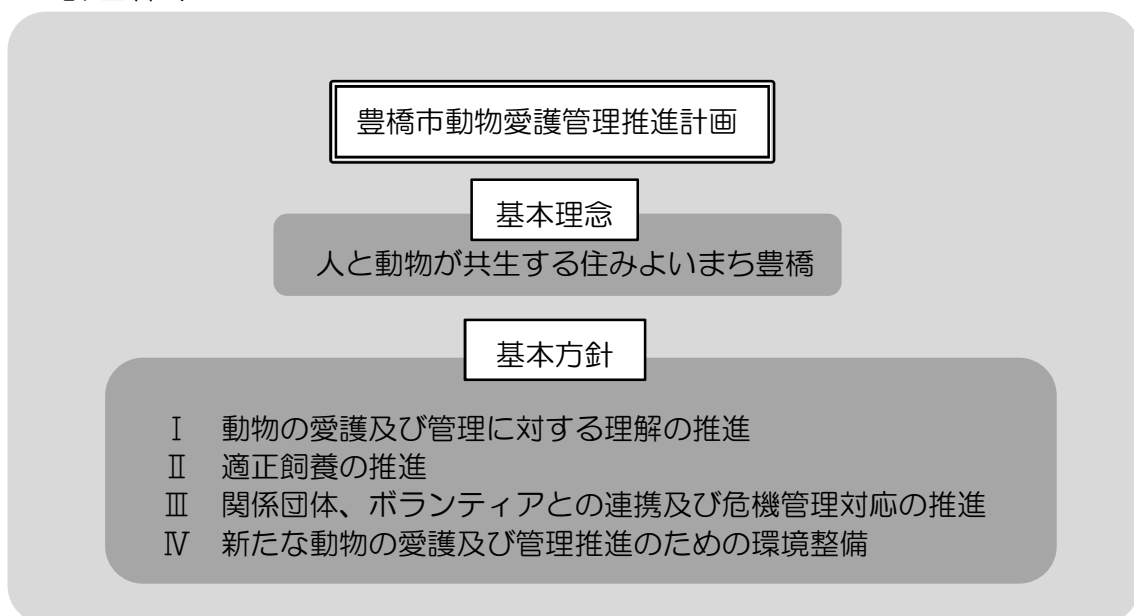 豊橋市動物愛護管理推進計画
基本理念
人と動物が共生する住みよいまち豊橋
基本方針
Ⅰ 動物の愛護及び管理に対する理解の推進
Ⅱ 適正飼養の推進
Ⅲ 関係団体、ボランティアとの連携及び危機管理対応の推進
Ⅳ 新たな動物の愛護及び管理推進のための環境整備